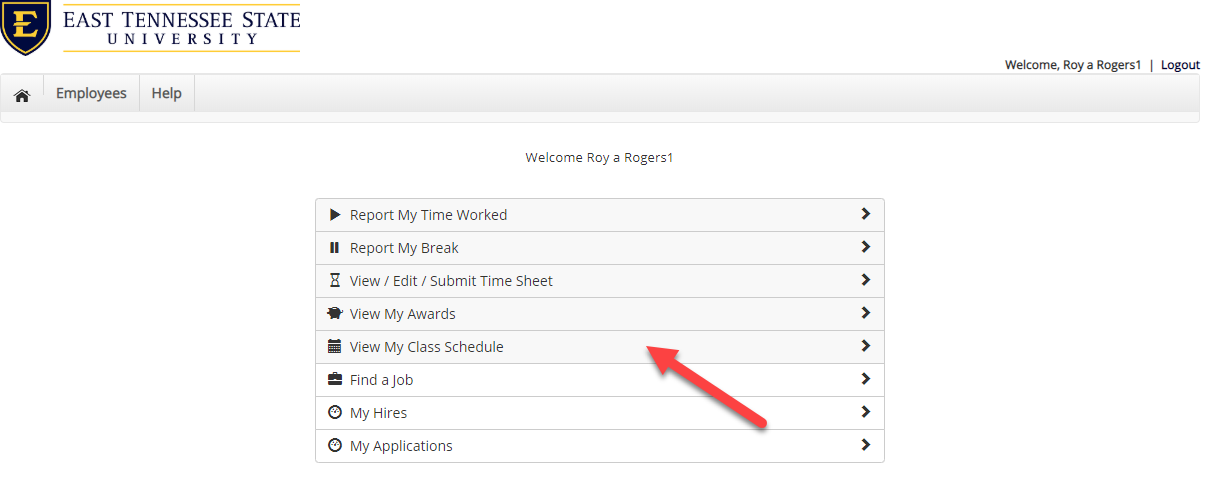 EAST TENNESSEE STATE
UNIVERSITY
Welcome, Roy a Rogers1 | Logout
Employees Help
Welcome Roy a Rogers1
Report My Time Worked
Report My Break
View / Edit / Submit Time Sheet
View My Awards
View My Class Schedule
Find a Job
My Hires
My Applications